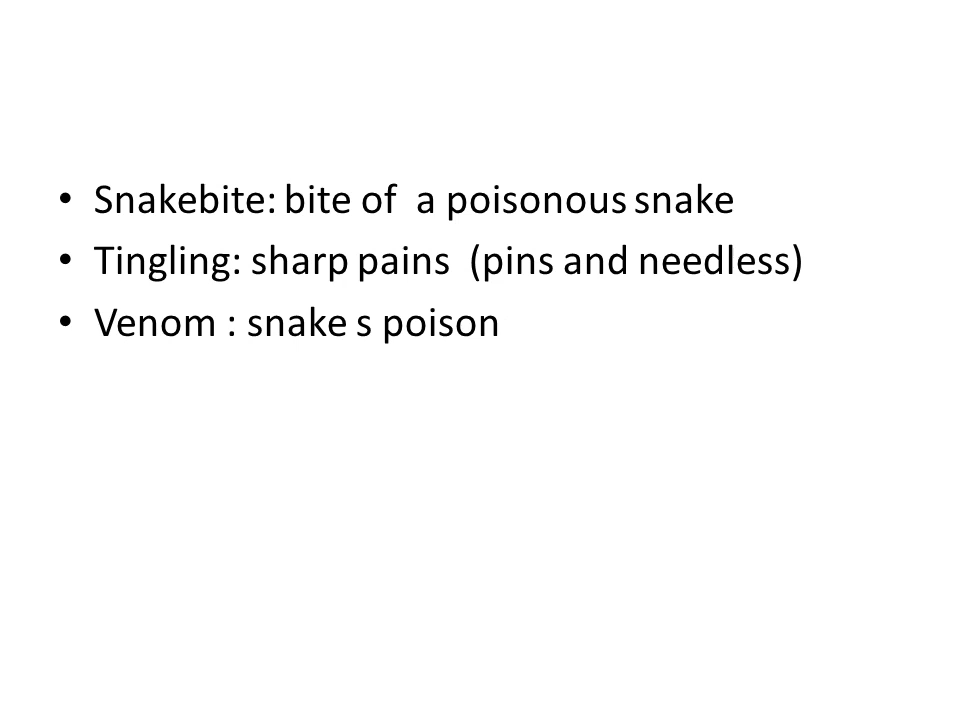 • Snakebite: bite of  a poisonous snake
• Tingling: sharp pains  (pins and needless)
• Venom : snake s poison